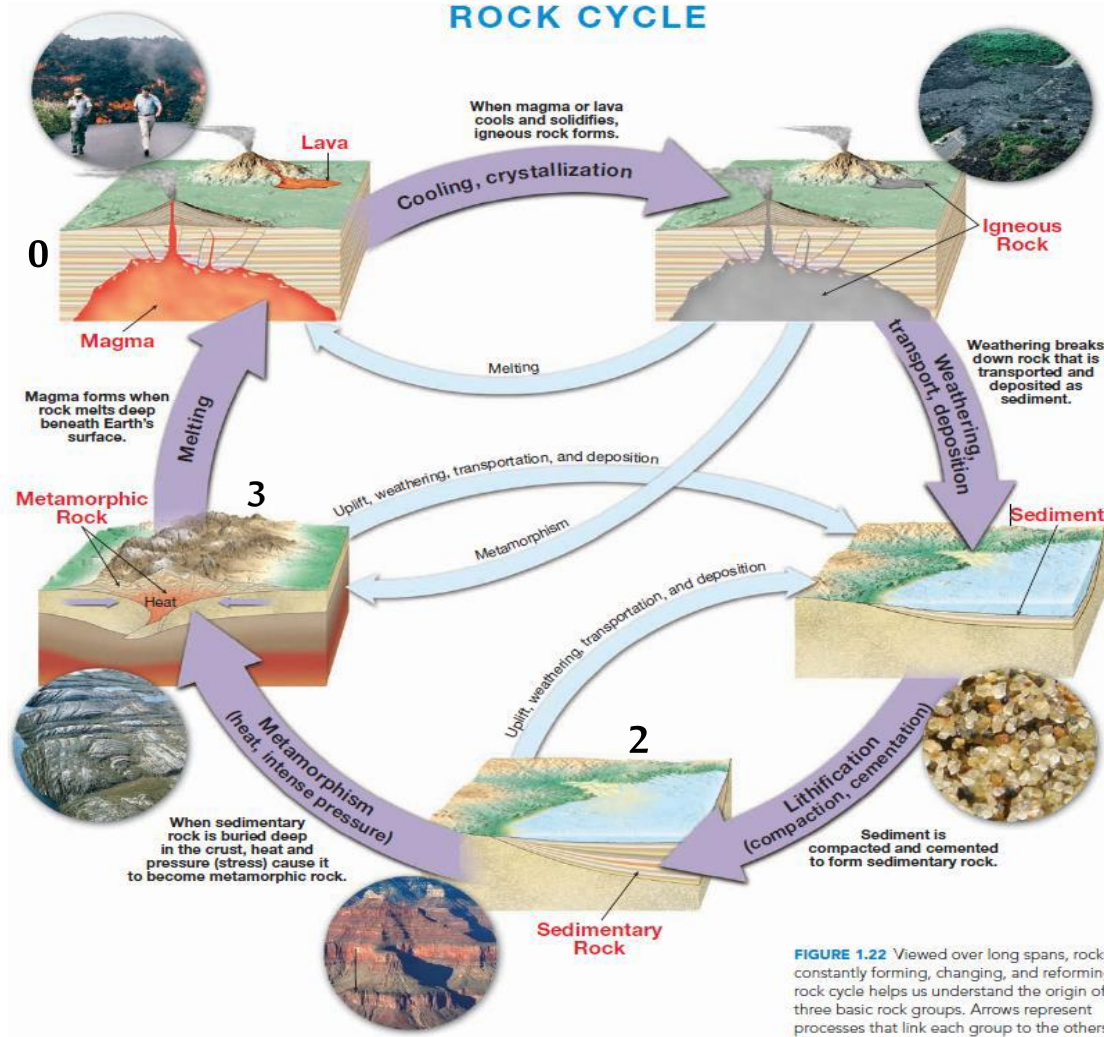 ROCK CYCLE
When magma or lava
cools and solidifies,
igneous rock forms.
Lava
Cooling, crystallization
Igneous
Rock
0
Magma
Melting
Weathering,
transport, deposition
Weathering breaks
down rock that is
transported and
deposited as
sediment.
Magma forms when
rock melts deep
beneath Earth's
surface.
Melting
Uplift, weathering, transportation, and deposition
Metamorphism
Metamorphic
Rock
3
Heat
Sediment
Uplift, weathering, transportation, and deposition
2
Metamorphism
(heat, intense pressure)
Lithification
(compaction, cementation)
When sedimentary
rock is buried deep
in the crust, heat and
pressure (stress) cause it
to become metamorphic rock.
Sediment is
compacted and cemented
to form sedimentary rock.
Sedimentary
Rock
FIGURE 1.22 Viewed over long spans, rock
constantly forming, changing, and reformin
rock cycle helps us understand the origin of
three basic rock groups. Arrows represent
processes that link each group to the others